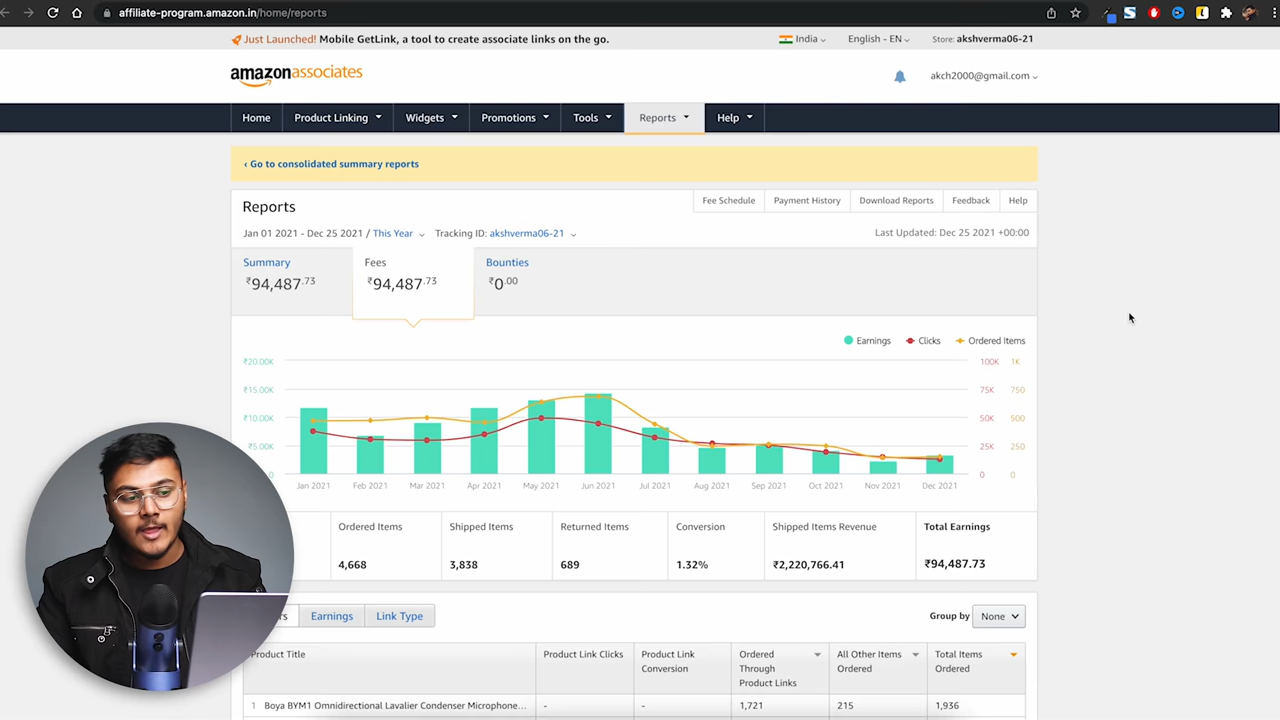 affiliate-program.amazon.in/home/reports
Just Launched! Mobile GetLink, a tool to create associate links on the go.
India
English - EN
Store: akshverma06-21
amazonassociates
akch2000@gmail.com
Home Product Linking Widgets Promotions Tools Reports Help
‹ Go to consolidated summary reports
Reports
Fee Schedule Payment History Download Reports Feedback Help
Jan 01 2021 - Dec 25 2021 / This Year Tracking ID: akshverma06-21
Last Updated: Dec 25 2021 +00:00
Summary Fees Bounties
₹94,487.73 ₹94,487.73 ₹0.00
Earnings Clicks Ordered Items
₹20.00K 100K 1K
₹15.00K 75K 750
₹10.00K 50K 500
₹5.00K 25K 250
0 0
Jan 2021 Feb 2021 Mar 2021 Apr 2021 May 2021 Jun 2021 Jul 2021 Aug 2021 Sep 2021 Oct 2021 Nov 2021 Dec 2021
Ordered Items Shipped Items Returned Items Conversion Shipped Items Revenue Total Earnings
4,668 3,838 689 1.32% ₹2,220,766.41 ₹94,487.73
Earnings Link Type
Group by None
Product Title Product Link Clicks Product Link Conversion Ordered Through Product Links All Other Items Ordered Total Items Ordered
1 Boya BYM1 Omnidirectional Lavalier Condenser Microphone... - - 1,721 215 1,936